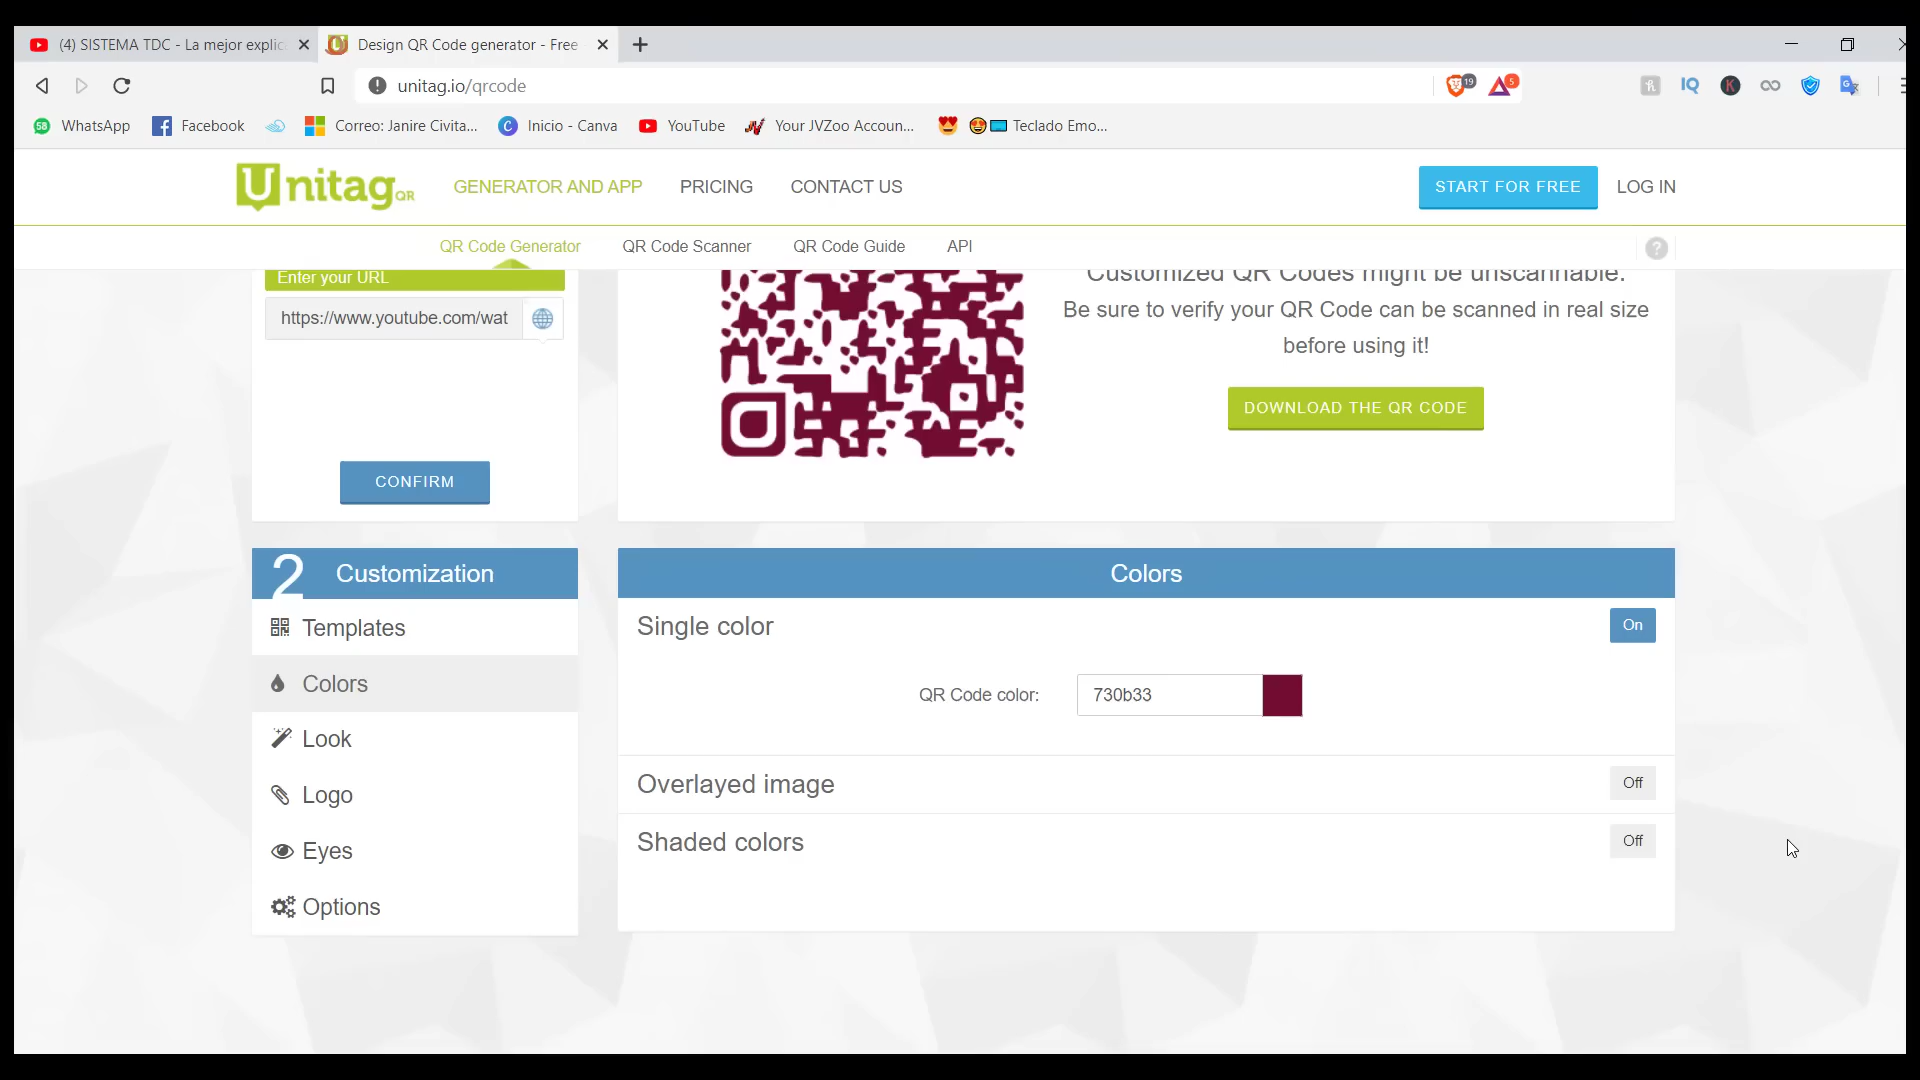 (4) SISTEMA TDC - La mejor explic
Design QR Code generator - Free
unitag.io/qrcode
19
5
IQ
K
58 WhatsApp
Facebook
Correo: Janire Civita...
Inicio - Canva
YouTube
Your JVZoo Accoun...
Teclado Emo...
Unitag QR
GENERATOR AND APP
PRICING
CONTACT US
START FOR FREE
LOG IN
QR Code Generator
QR Code Scanner
QR Code Guide
API
?
Enter your URL
https://www.youtube.com/wat
CONFIRM
Customized QR Codes might be unscannable.
Be sure to verify your QR Code can be scanned in real size
before using it!
DOWNLOAD THE QR CODE
2 Customization
Templates
Colors
Look
Logo
Eyes
Options
Colors
Single color
On
QR Code color:
730b33
Overlayed image
Off
Shaded colors
Off